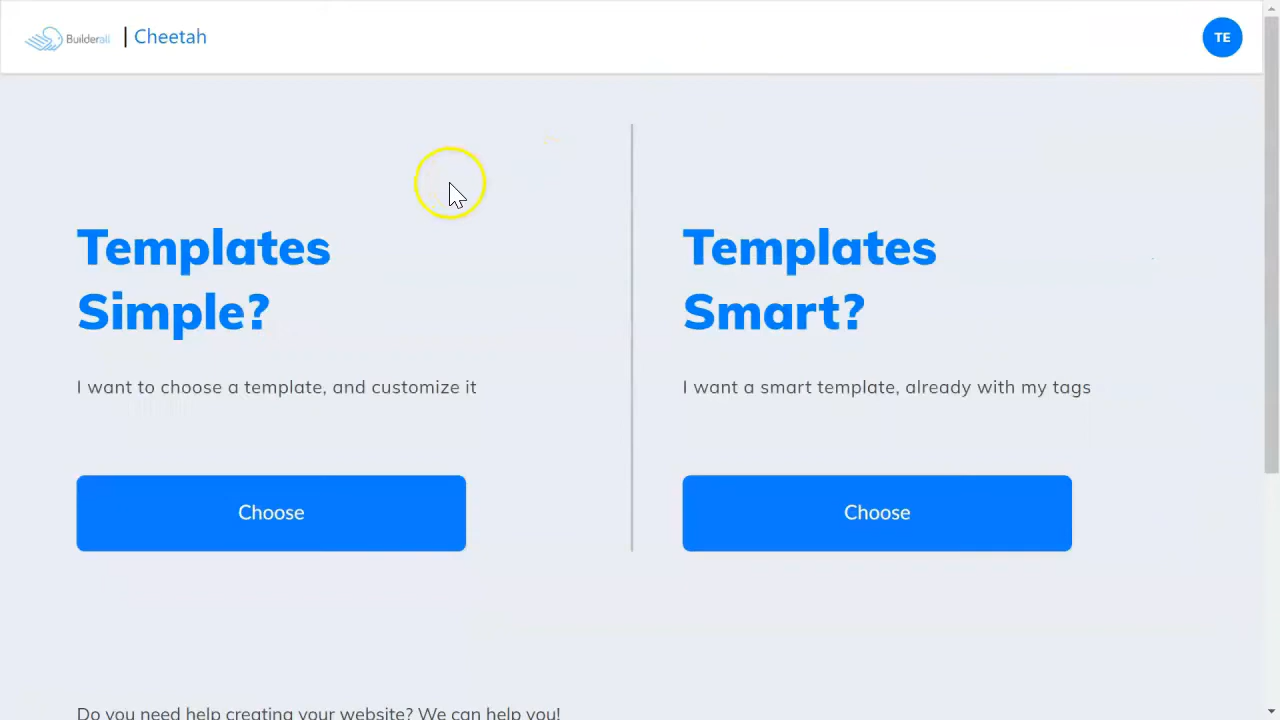 Builderall | Cheetah
TE
Templates
Simple?
I want to choose a template, and customize it
Choose
Templates
Smart?
I want a smart template, already with my tags
Choose
Do you need help creating your website? We can help you!